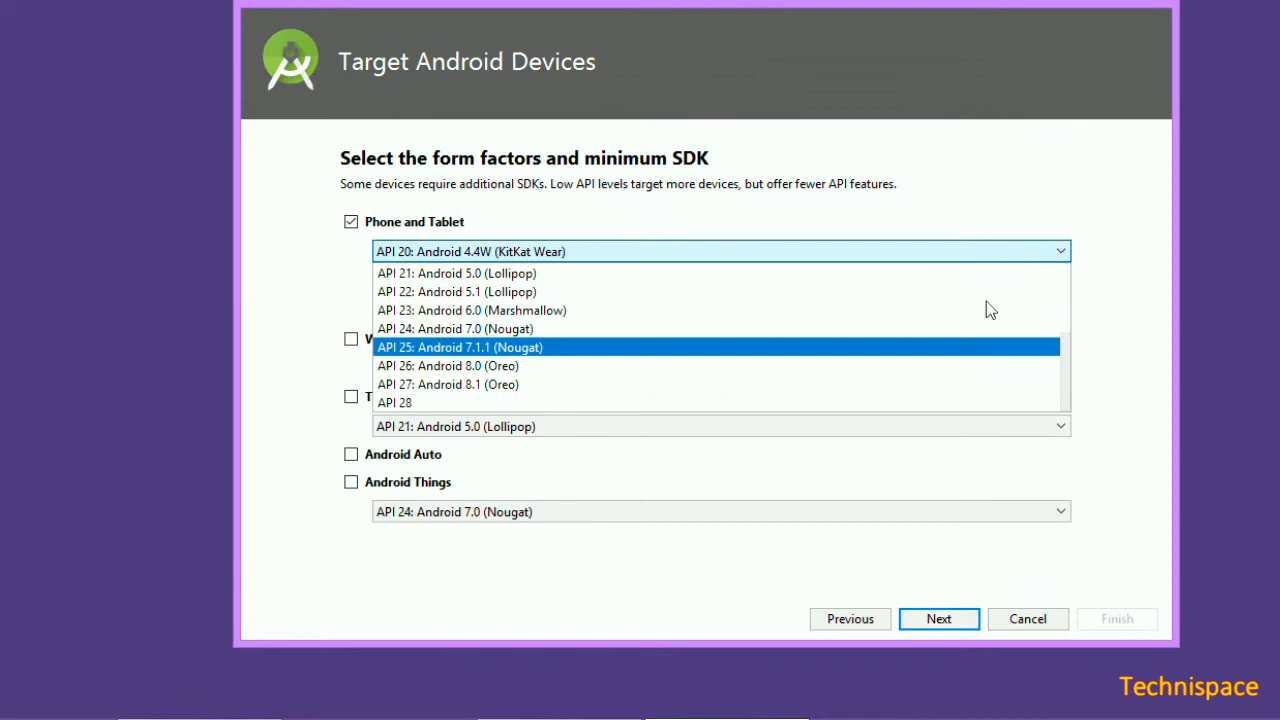 Target Android Devices
Select the form factors and minimum SDK
Some devices require additional SDKs. Low API levels target more devices, but offer fewer API features.
Phone and Tablet
API 20: Android 4.4W (KitKat Wear)
API 21: Android 5.0 (Lollipop)
API 22: Android 5.1 (Lollipop)
API 23: Android 6.0 (Marshmallow)
API 24: Android 7.0 (Nougat)
API 25: Android 7.1.1 (Nougat)
API 26: Android 8.0 (Oreo)
API 27: Android 8.1 (Oreo)
API 28
API 21: Android 5.0 (Lollipop)
Android Auto
Android Things
API 24: Android 7.0 (Nougat)
Previous Next Cancel Finish
Technispace